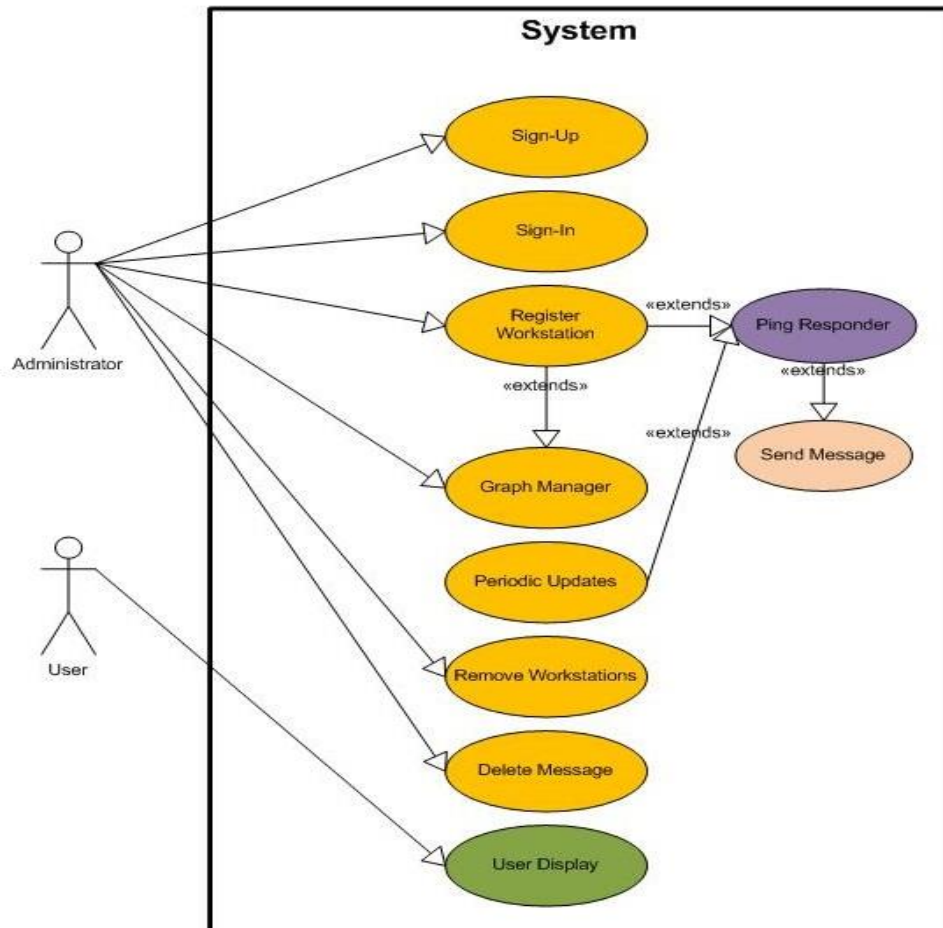 System
Sign-Up
Sign-In
Administrator
Register
Workstation
«extends»
Ping Responder
«extends»
«extends»
«extends»
Send Message
Graph Manager
Periodic Updates
User
Remove Workstations
Delete Message
User Display